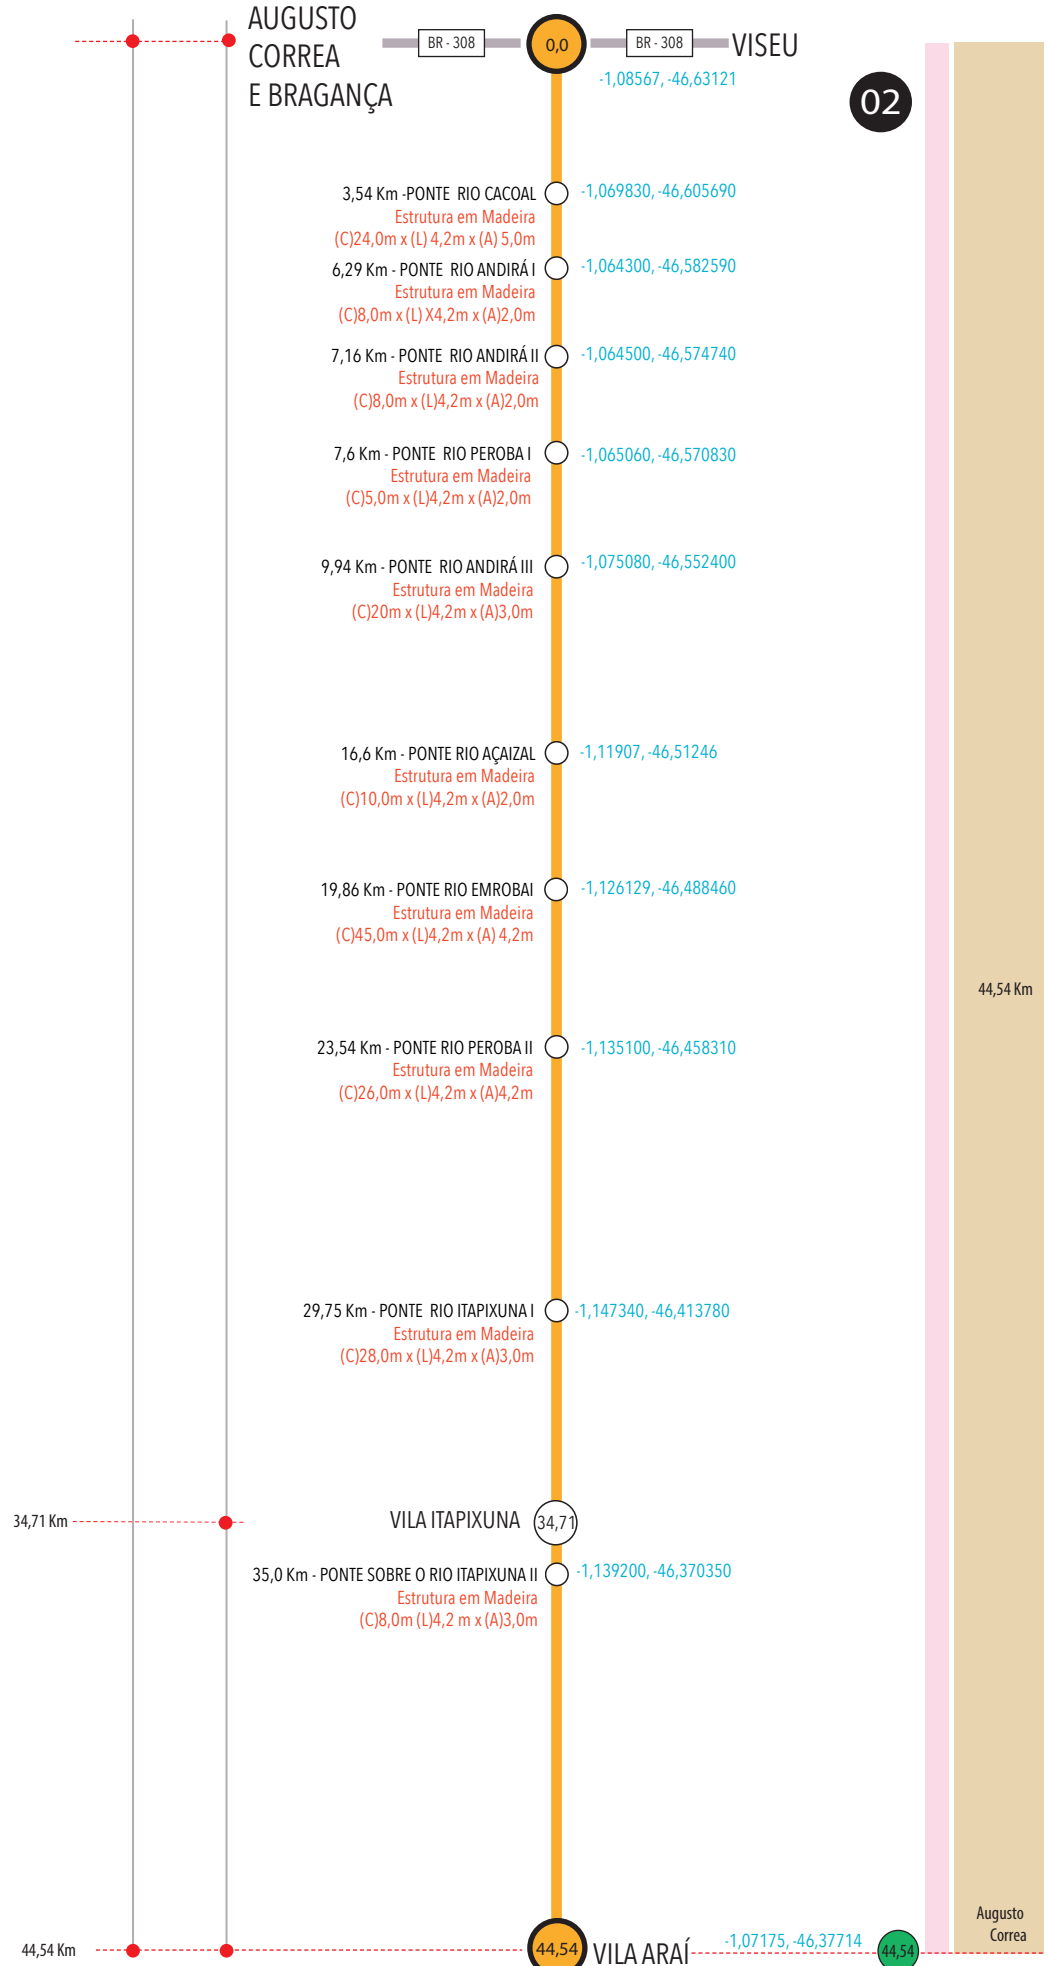 AUGUSTO
CORREA
E BRAGANÇA
BR - 308
0,0
BR - 308
VISEU
-1,08567, -46,63121
02
3,54 Km -PONTE RIO CACOAL
-1,069830, -46,605690
Estrutura em Madeira
(C)24,0m x (L) 4,2m x (A) 5,0m
6,29 Km - PONTE RIO ANDIRÁ I
-1,064300, -46,582590
Estrutura em Madeira
(C)8,0m x (L) X4,2m x (A)2,0m
7,16 Km - PONTE RIO ANDIRÁ II
-1,064500, -46,574740
Estrutura em Madeira
(C)8,0m x (L)4,2m x (A)2,0m
7,6 Km - PONTE RIO PEROBA I
-1,065060, -46,570830
Estrutura em Madeira
(C)5,0m x (L)4,2m x (A)2,0m
9,94 Km - PONTE RIO ANDIRÁ III
-1,075080, -46,552400
Estrutura em Madeira
(C)20m x (L)4,2m x (A)3,0m
16,6 Km - PONTE RIO AÇAIZAL
-1,11907, -46,51246
Estrutura em Madeira
(C)10,0m x (L)4,2m x (A)2,0m
19,86 Km - PONTE RIO EMROBAI
-1,126129, -46,488460
Estrutura em Madeira
(C)45,0m x (L)4,2m x (A) 4,2m
44,54 Km
23,54 Km - PONTE RIO PEROBA II
-1,135100, -46,458310
Estrutura em Madeira
(C)26,0m x (L)4,2m x (A)4,2m
29,75 Km - PONTE RIO ITAPIXUNA I
-1,147340, -46,413780
Estrutura em Madeira
(C)28,0m x (L)4,2m x (A)3,0m
34,71 Km
VILA ITAPIXUNA
34,71
35,0 Km - PONTE SOBRE O RIO ITAPIXUNA II
-1,139200, -46,370350
Estrutura em Madeira
(C)8,0m (L)4,2 m x (A)3,0m
Augusto
Correa
44,54 Km
44,54
VILA ARAÍ
-1,07175, -46,37714
44,54